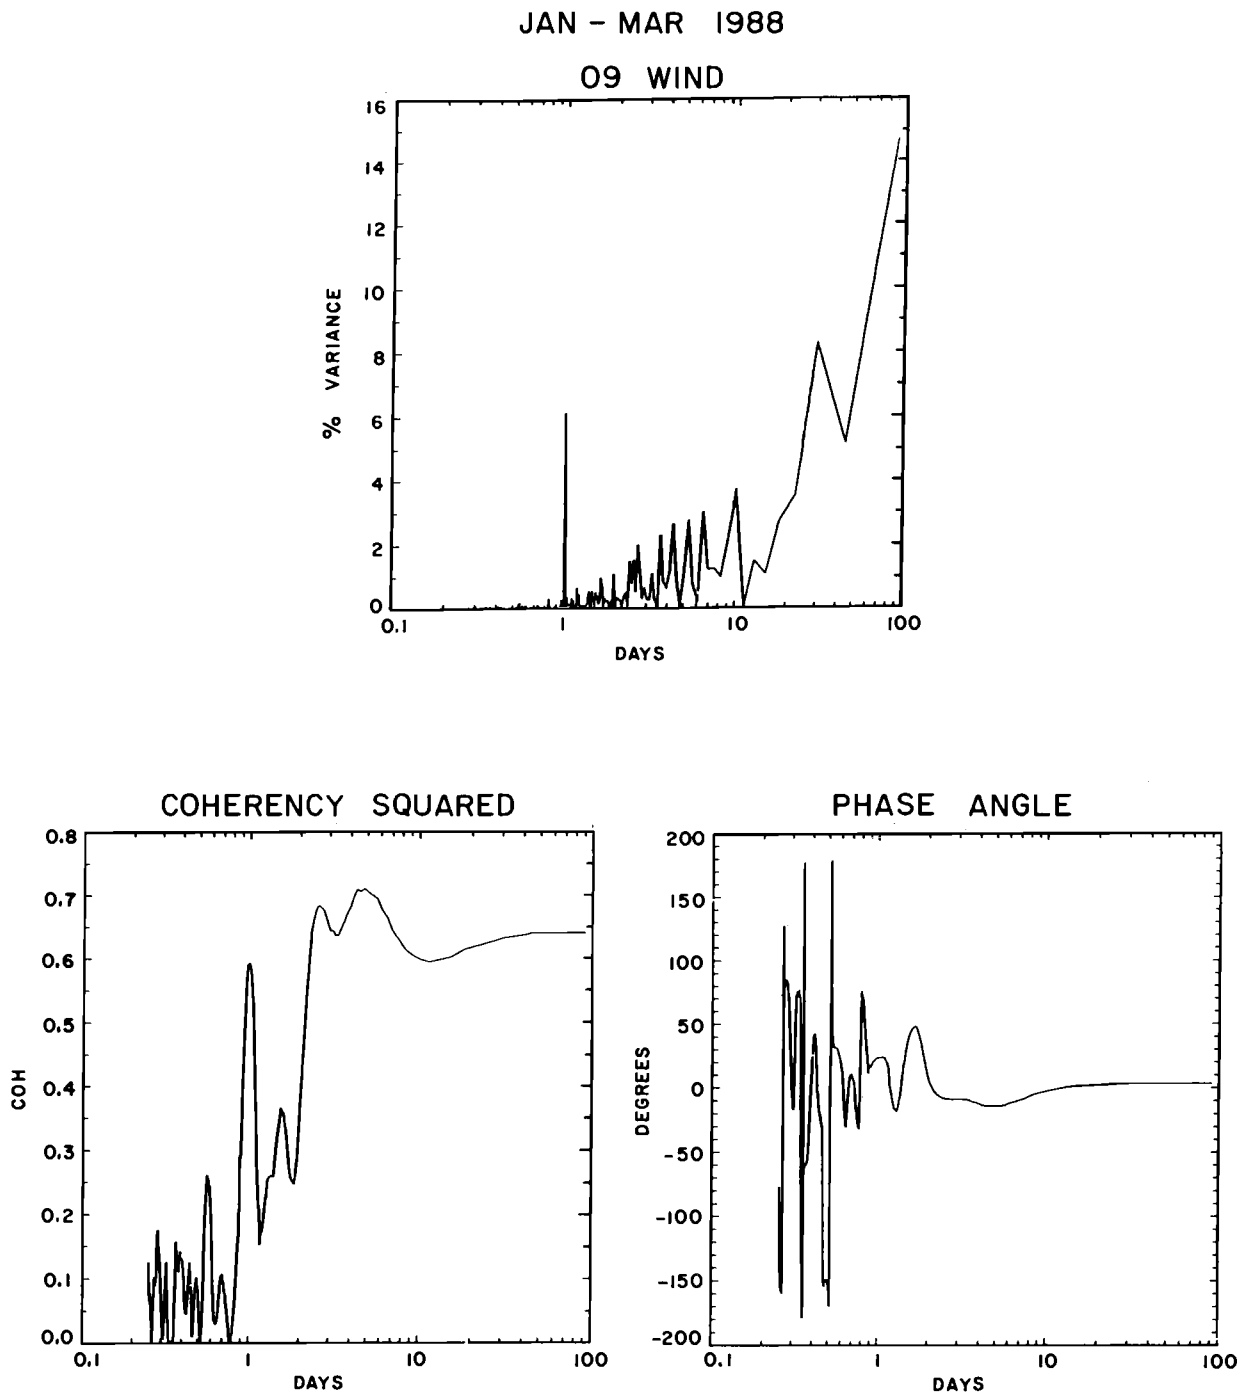 JAN - MAR 1988
09 WIND
16
14
12
10
8
6
4
2
0
% VARIANCE
0.1 1 10 100
DAYS
COHERENCY SQUARED
0.8
0.7
0.6
0.5
0.4
0.3
0.2
0.1
0.0
COH
0.1 1 10 100
DAYS
PHASE ANGLE
200
150
100
50
0
-50
-100
-150
-200
DEGREES
0.1 1 10 100
DAYS